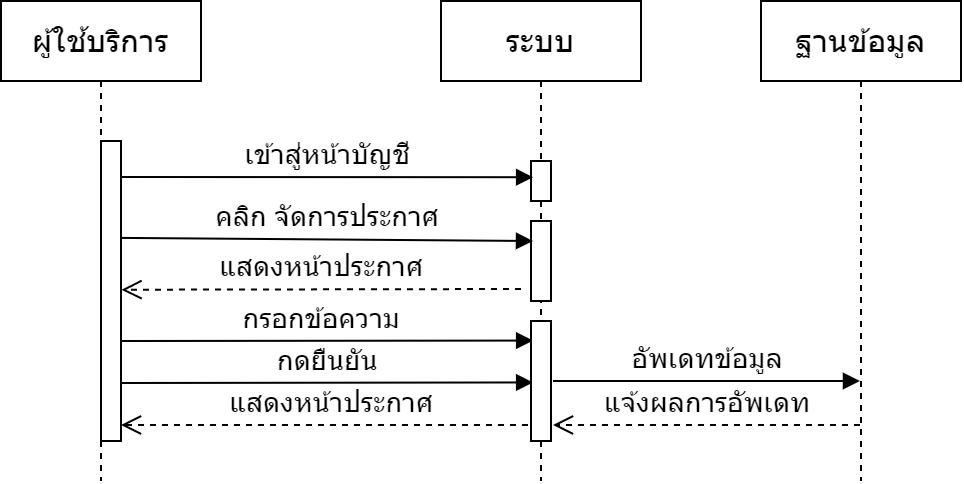 ผู้ใช้บริการ
ระบบ
ฐานข้อมูล
เข้าสู่หน้าบัญชี
คลิก จัดการประกาศ
แสดงหน้าประกาศ
กรอกข้อความ
กดยืนยัน
อัพเดทข้อมูล
แสดงหน้าประกาศ
แจ้งผลการอัพเดท